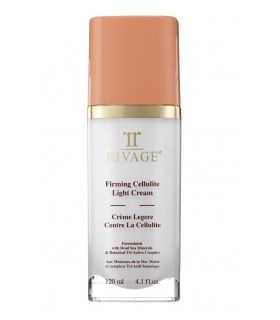 RIVAGE®
Firming Cellulite
Light Cream
Crème Legere
Contre La Cellulite
Formulated
with Dead Sea Minerals
& Botanical Tri-Active Complex
Aux Minéraux de la Mer Morte
et complexe Tri-Actif botanique
120 ml 4.1 fl.oz.